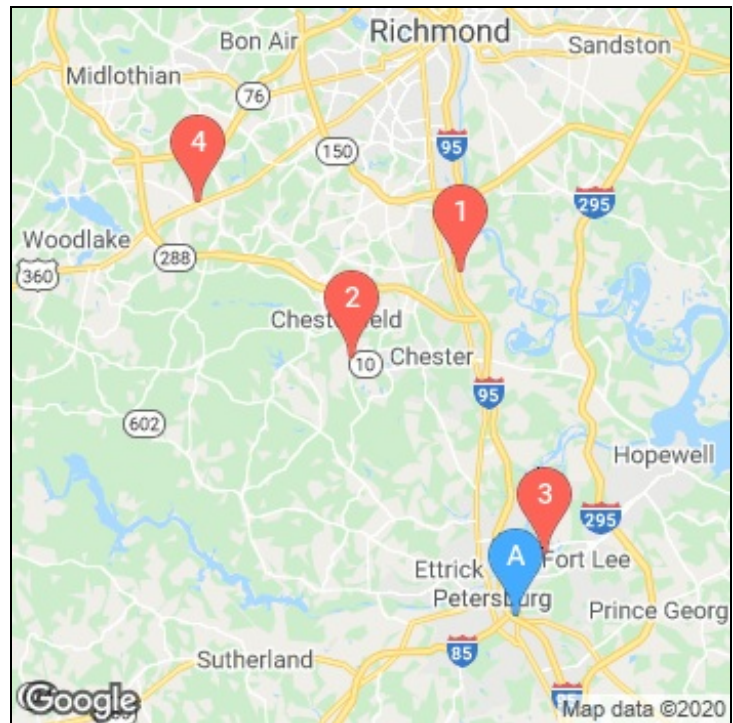 Richmond
Bon Air
Sandston
Midlothian
76
4
150
95
1
295
Woodlake
288
360
2
Chesterfield
10
Chester
95
602
Hopewell
3
295
A
Fort Lee
Ettrick
Petersburg
Prince Georg
85
Sutherland
95
Google
Map data ©2020